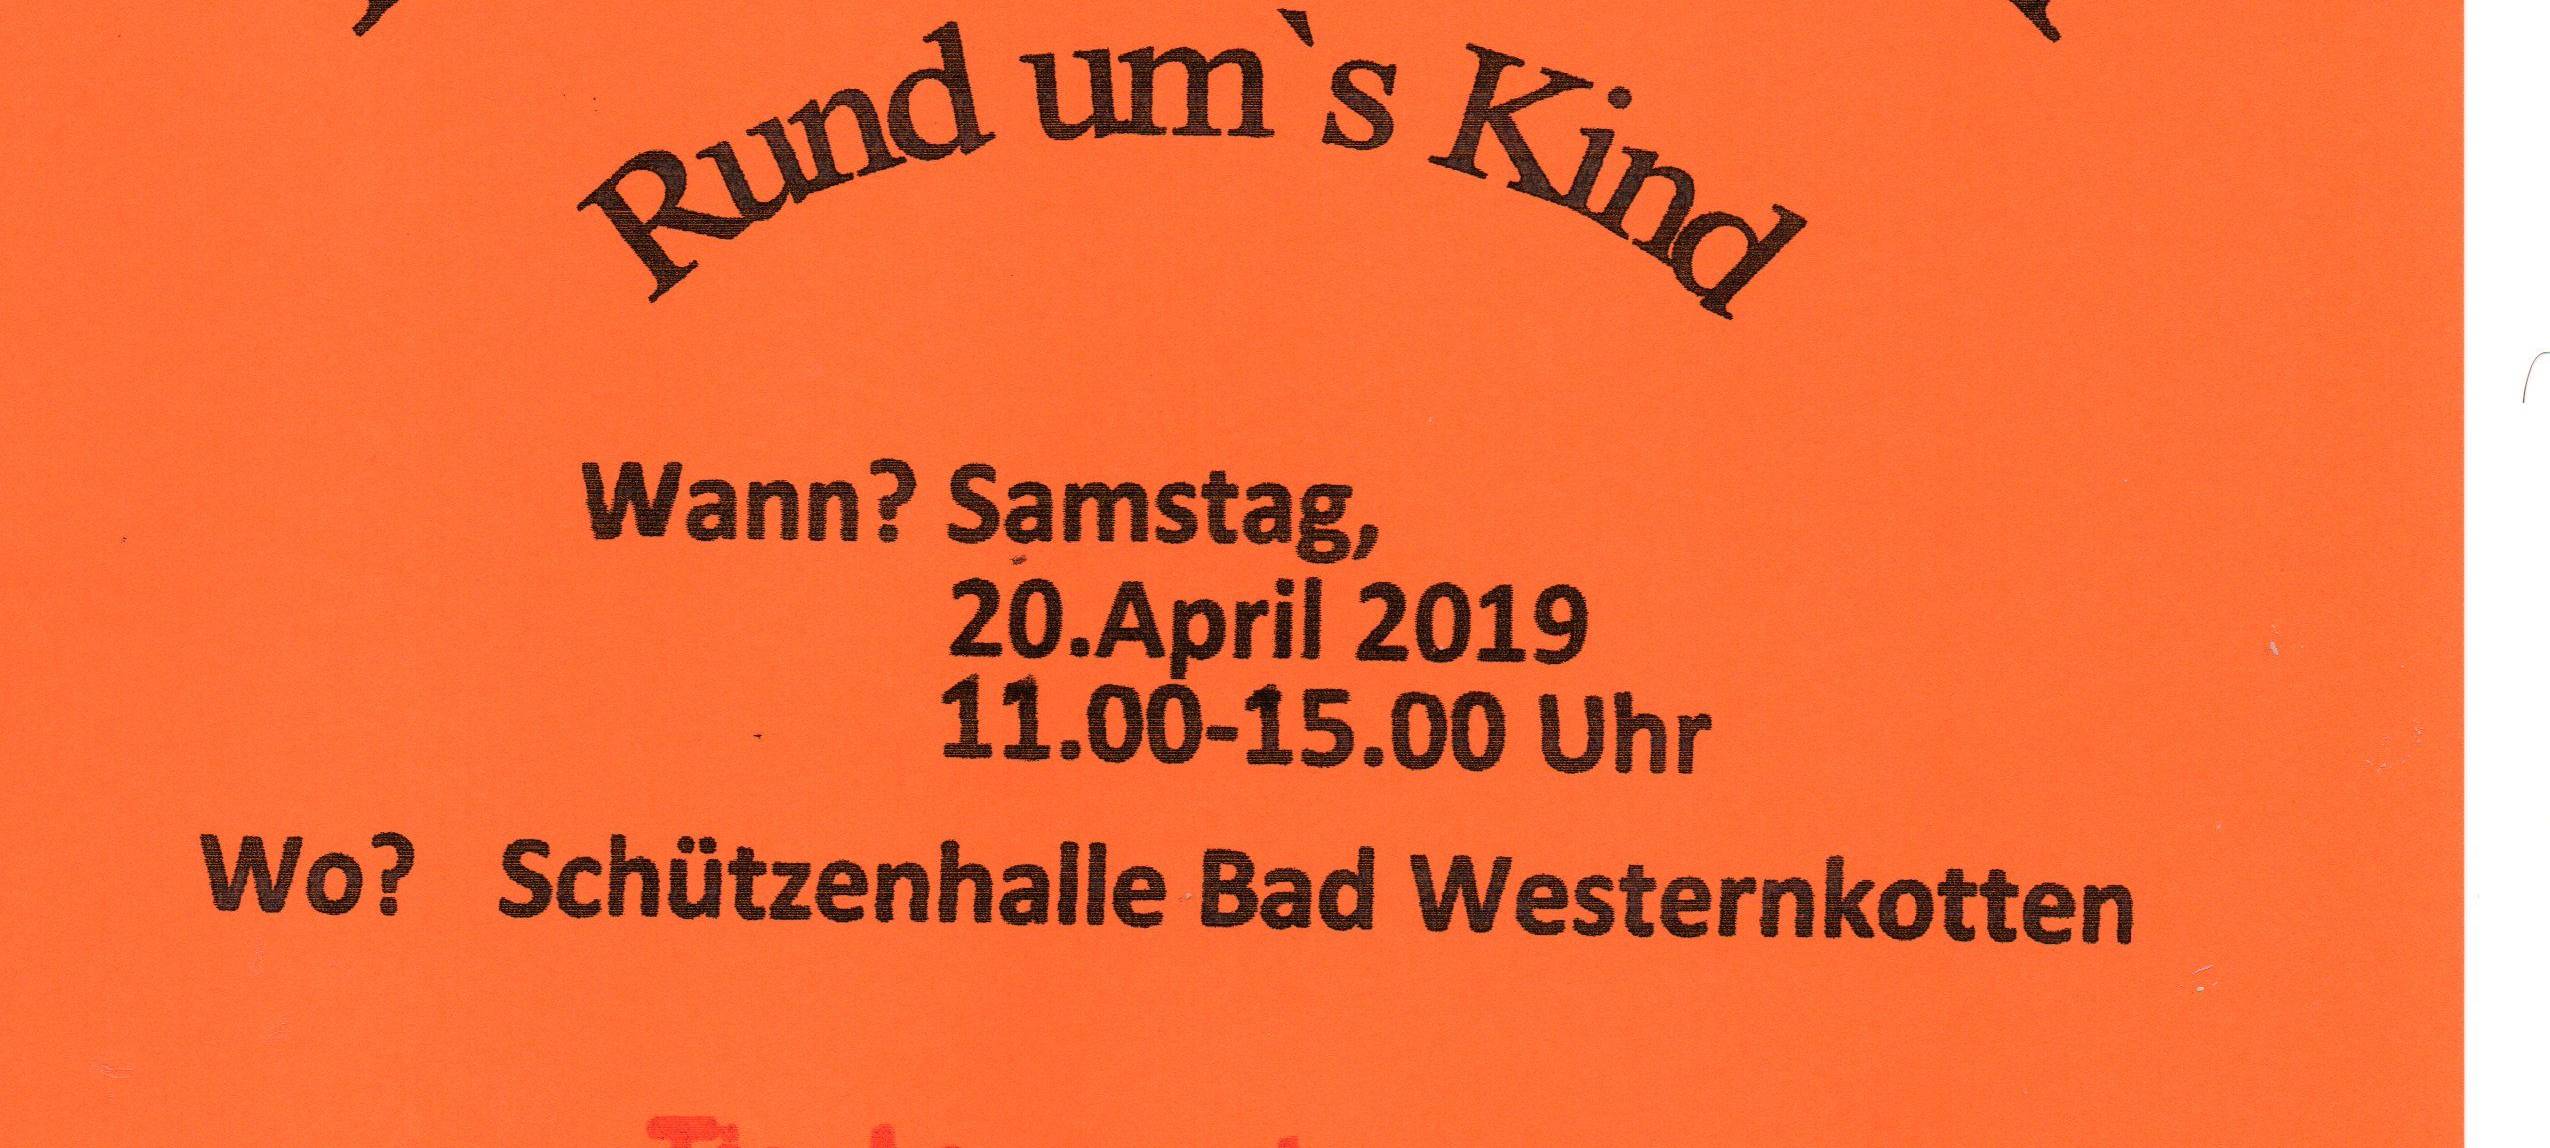 Rund um`s Kind
Wann? Samstag,
20.April 2019
11.00-15.00 Uhr
Wo? Schützenhalle Bad Westernkotten